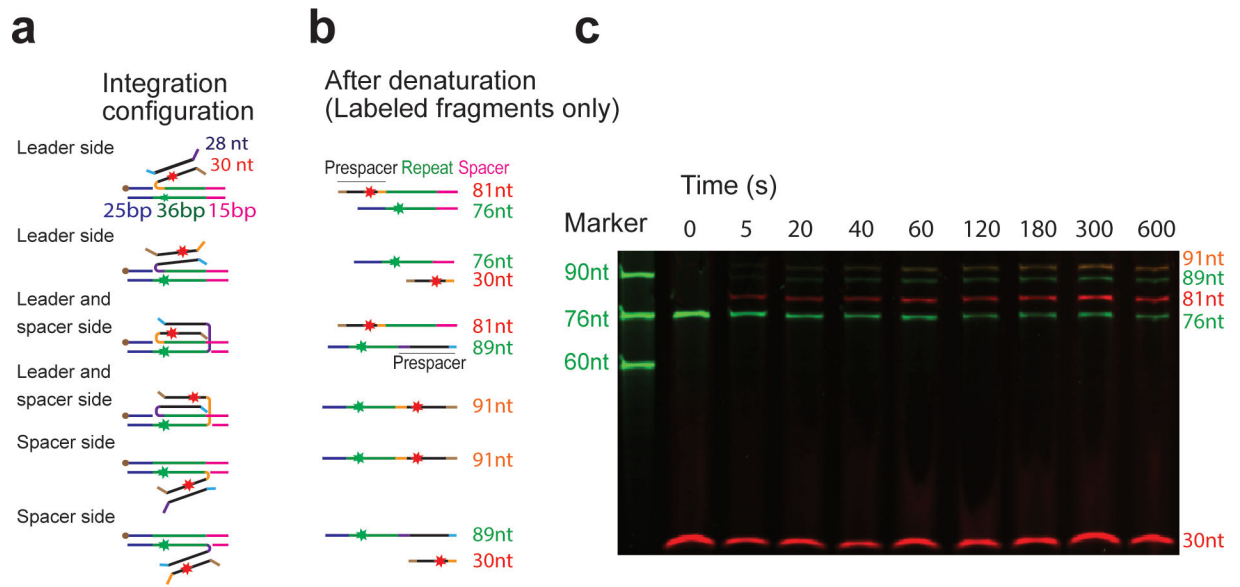 a
Integration
configuration
Leader side
28 nt
30 nt
25bp 36bp 15bp
Leader side
Leader and
spacer side
Leader and
spacer side
Spacer side
Spacer side
b
After denaturation
(Labeled fragments only)
Prespacer Repeat Spacer
81nt
76nt
76nt
30nt
81nt
89nt
Prespacer
91nt
91nt
89nt
30nt
c
Time (s)
Marker 0 5 20 40 60 120 180 300 600
90nt
76nt
60nt
91nt
89nt
81nt
76nt
30nt